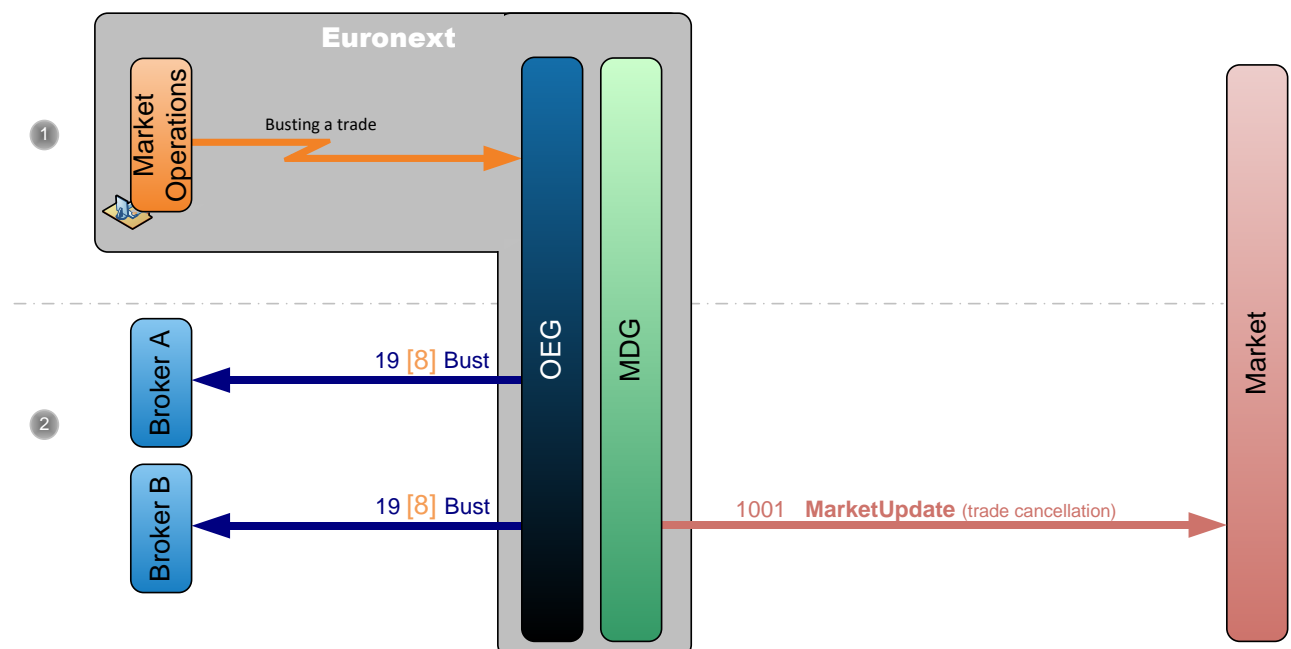 Euronext
1
Market
Operations
Busting a trade
OEG
MDG
Market
2
Broker A
19 [8] Bust
Broker B
19 [8] Bust
1001 MarketUpdate (trade cancellation)